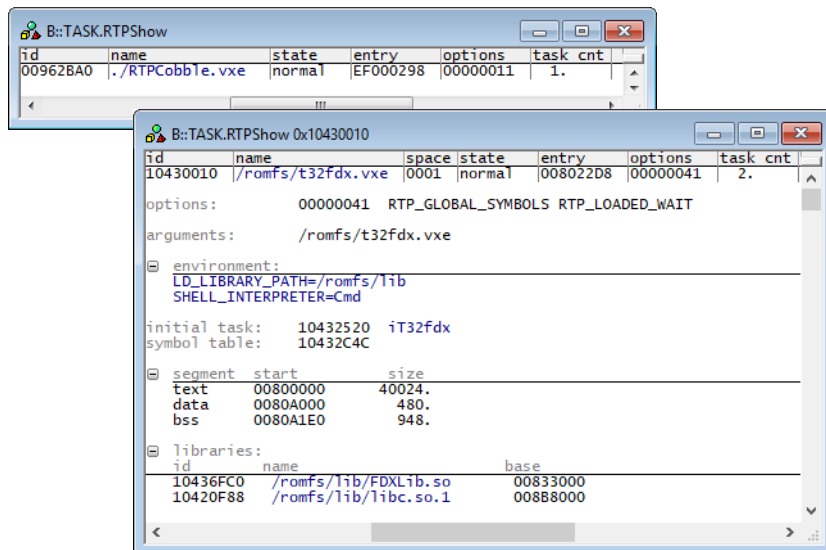 B::TASK.RTPShow
id name state entry options task cnt
00962BA0 ./RTPCobble.vxe normal EF000298 00000011 1.
B::TASK.RTPShow 0x10430010
id name space state entry options task cnt
10430010 /romfs/t32fdx.vxe 0001 normal 008022D8 00000041 2.
options: 00000041 RTP_GLOBAL_SYMBOLS RTP_LOADED_WAIT
arguments: /romfs/t32fdx.vxe
environment:
LD_LIBRARY_PATH=/romfs/lib
SHELL_INTERPRETER=Cmd
initial task: 10432520 iT32fdx
symbol table: 10432C4C
segment start size
text 00800000 40024.
data 0080A000 480.
bss 0080A1E0 948.
libraries:
id name base
10436FC0 /romfs/lib/FDXLib.so 00833000
10420F88 /romfs/lib/libc.so.1 008B8000